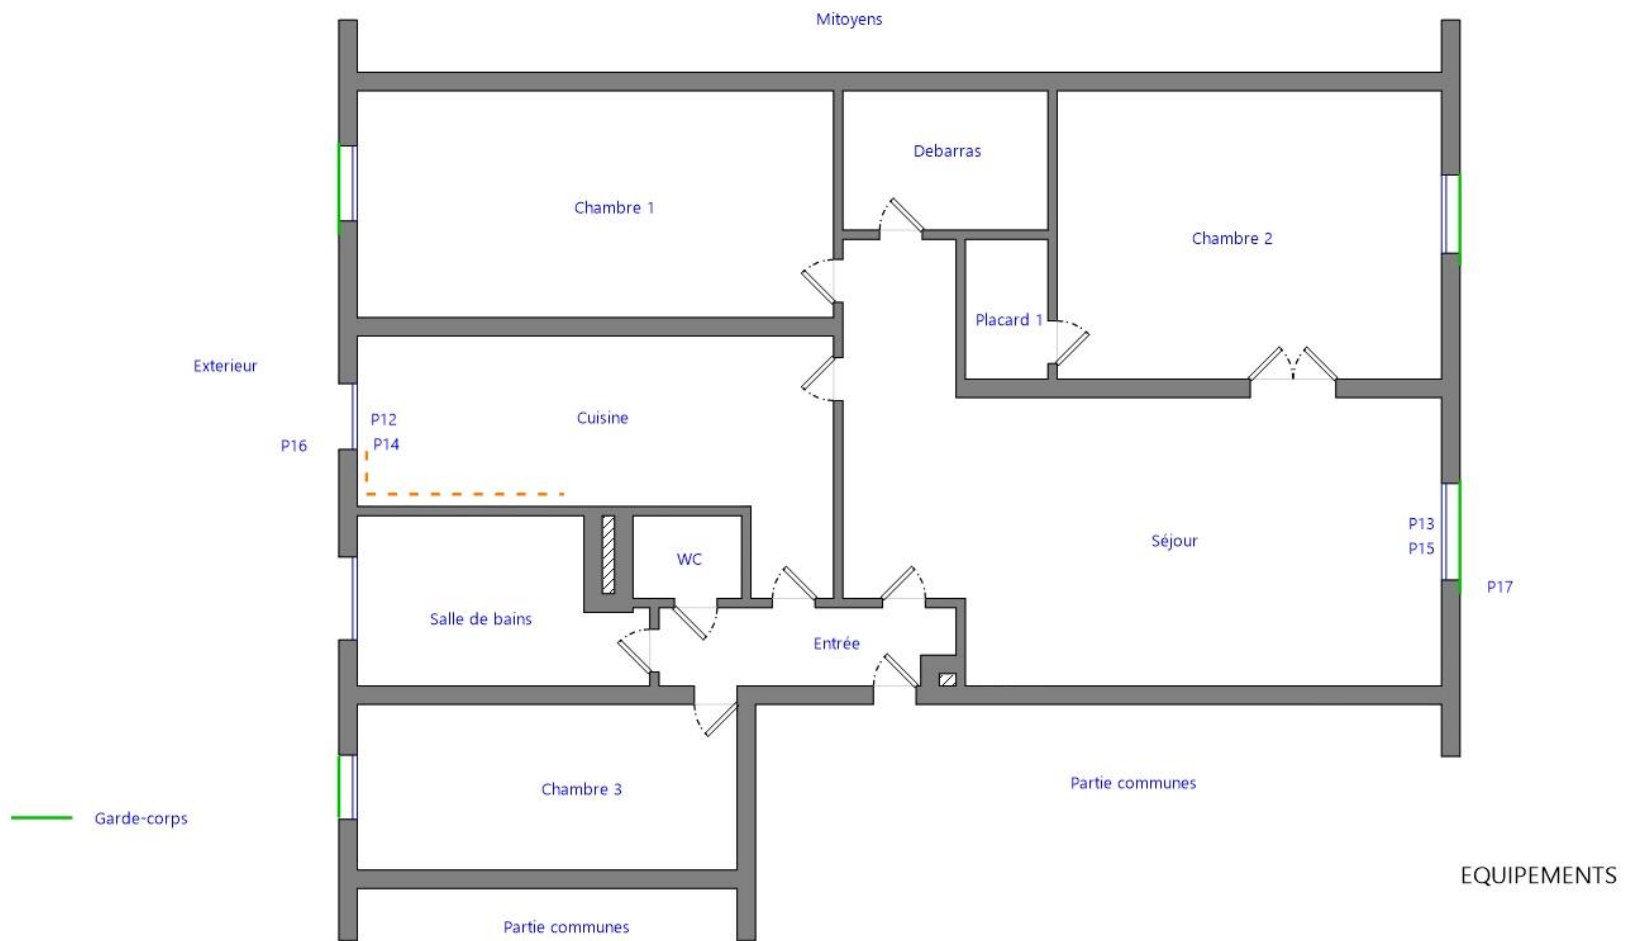 Mitoyens
Debarras
Chambre 1
Chambre 2
Placard 1
Exterieur
P12
Cuisine
P16
P14
P13
Séjour
P15
WC
P17
Salle de bains
Entrée
Partie communes
Chambre 3
Garde-corps
EQUIPEMENTS
Partie communes